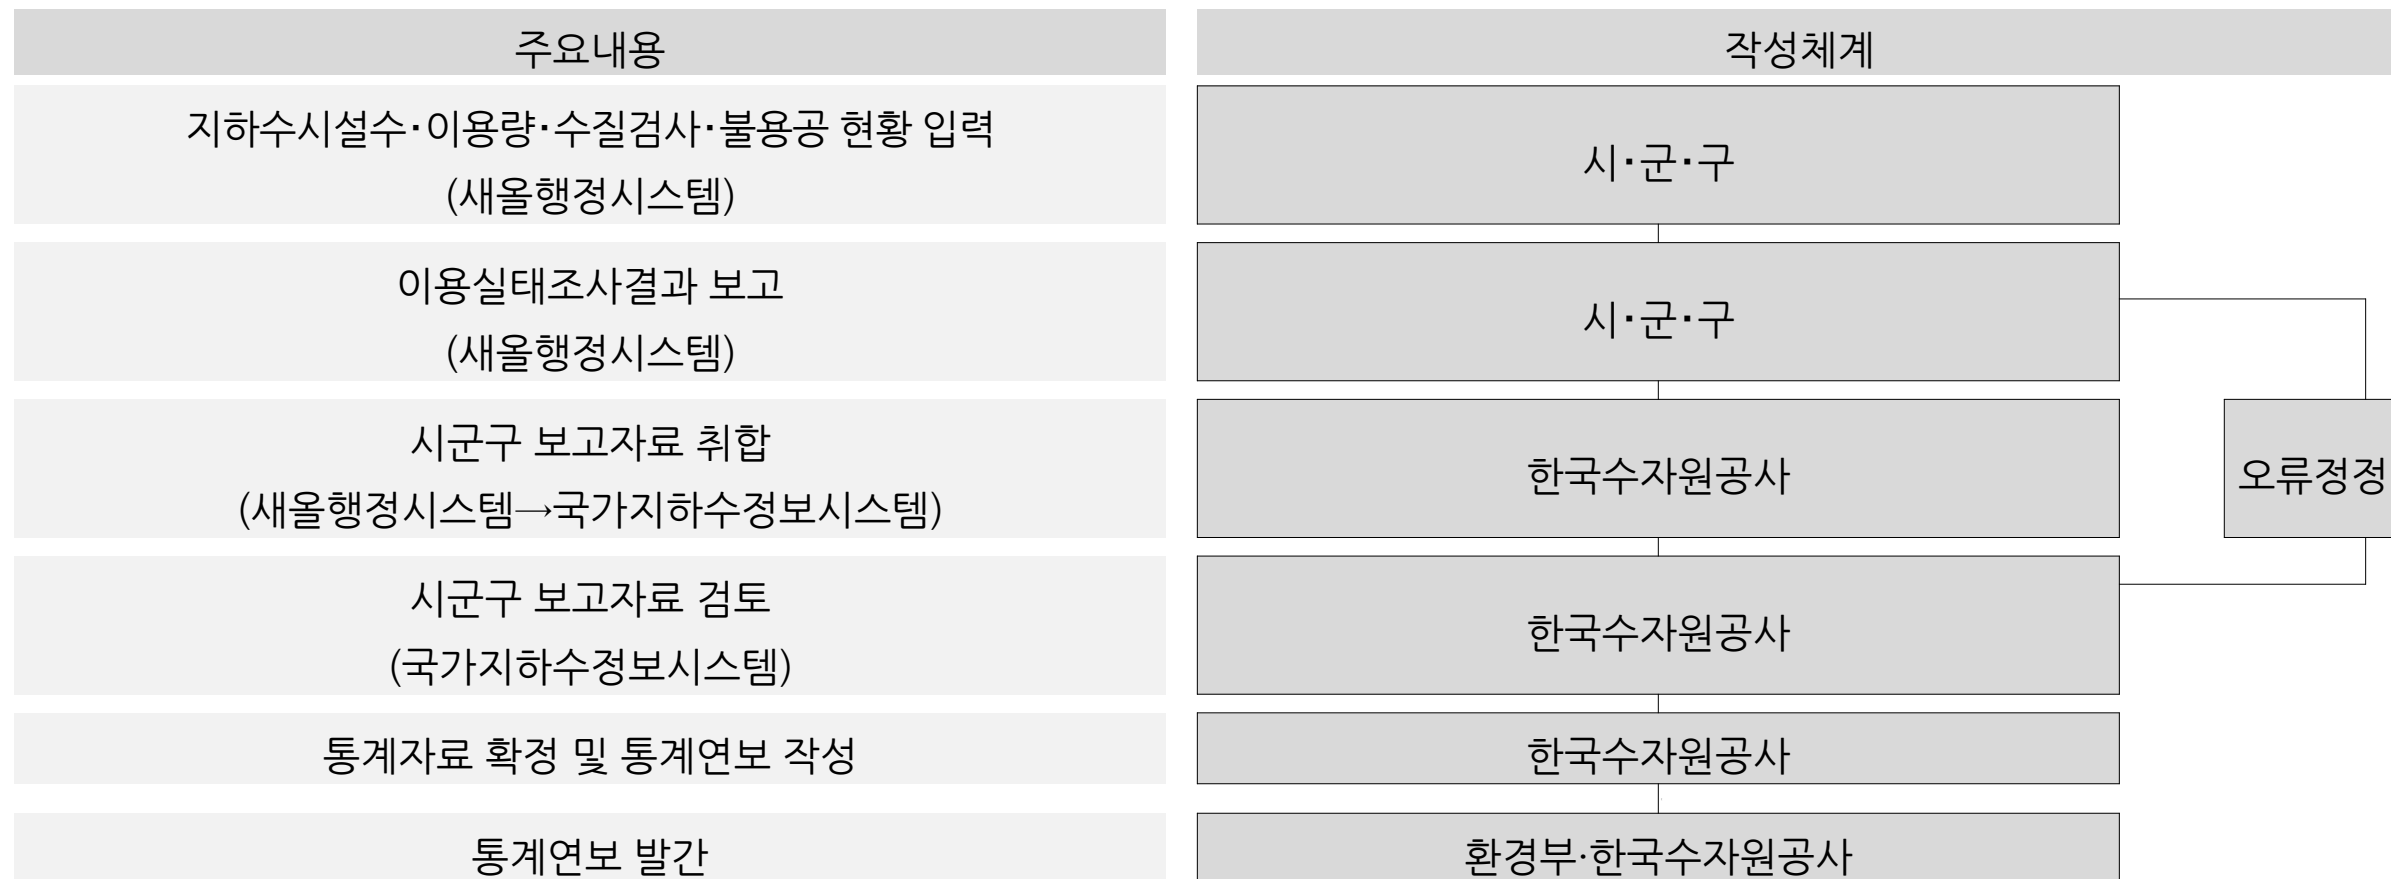 주요내용
작성체계
지하수시설수·이용량·수질검사·불용공 현황 입력
(새올행정시스템)
시·군·구
이용실태조사결과 보고
(새올행정시스템)
시·군·구
시군구 보고자료 취합
(새올행정시스템→국가지하수정보시스템)
한국수자원공사
오류정정
시군구 보고자료 검토
(국가지하수정보시스템)
한국수자원공사
통계자료 확정 및 통계연보 작성
한국수자원공사
통계연보 발간
환경부·한국수자원공사